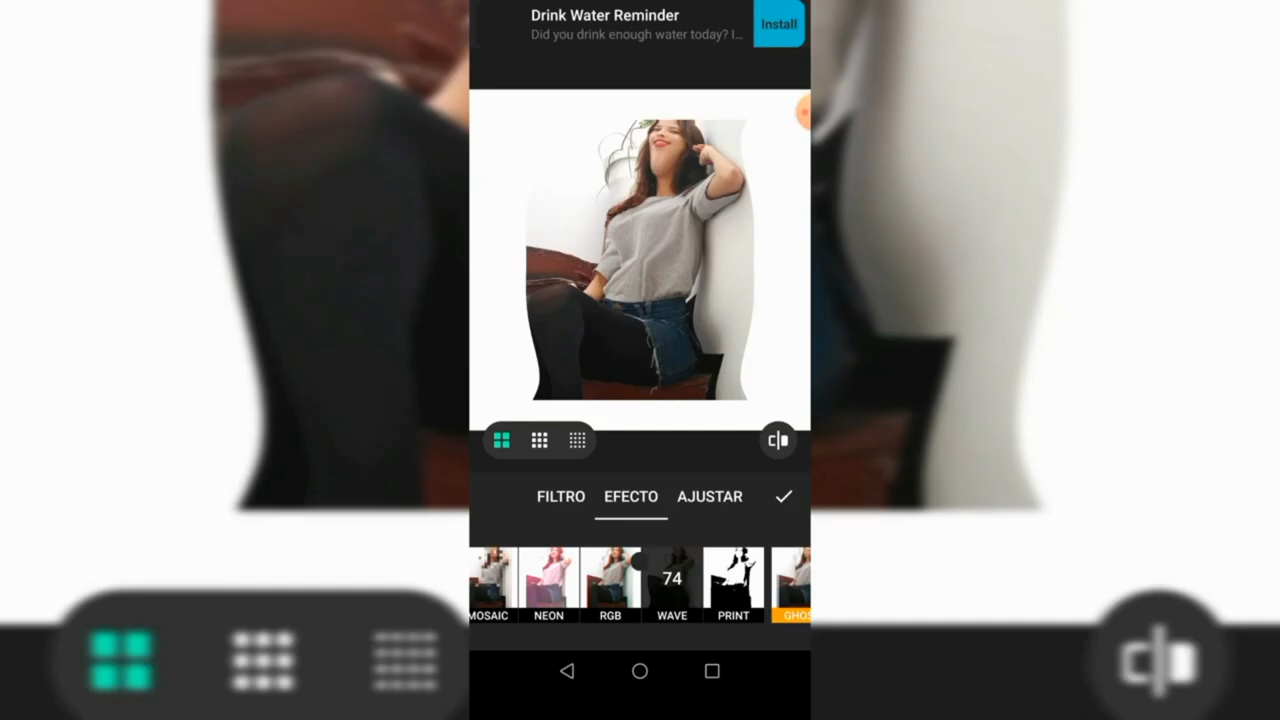 Drink Water Reminder
Did you drink enough water today? I...
Install
FILTRO EFECTO AJUSTAR
74
MOSAIC NEON RGB WAVE PRINT GHOS